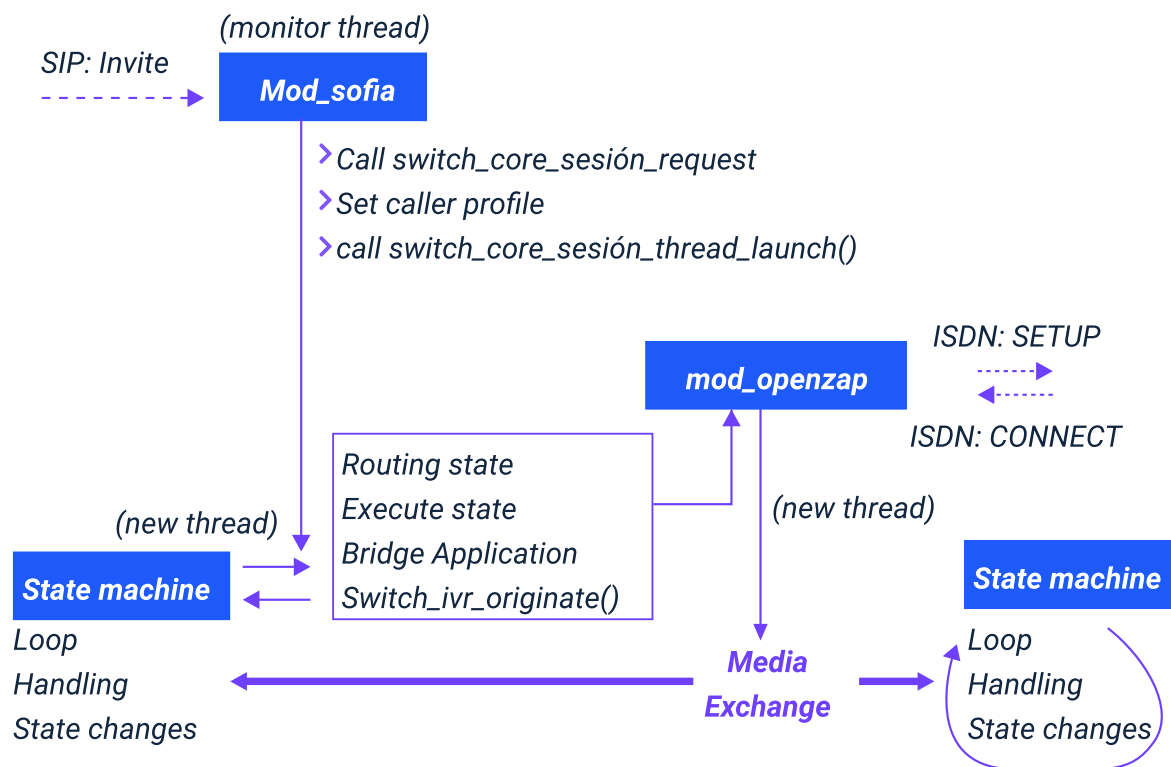 (monitor thread)
SIP: Invite
Mod_sofia
Call switch_core_sesión_request
Set caller profile
call switch_core_sesión_thread_launch()
ISDN: SETUP
mod_openzap
ISDN: CONNECT
Routing state
Execute state
Bridge Application
Switch_ivr_originate()
(new thread)
(new thread)
State machine
Loop
Handling
State changes
Media
Exchange
State machine
Loop
Handling
State changes